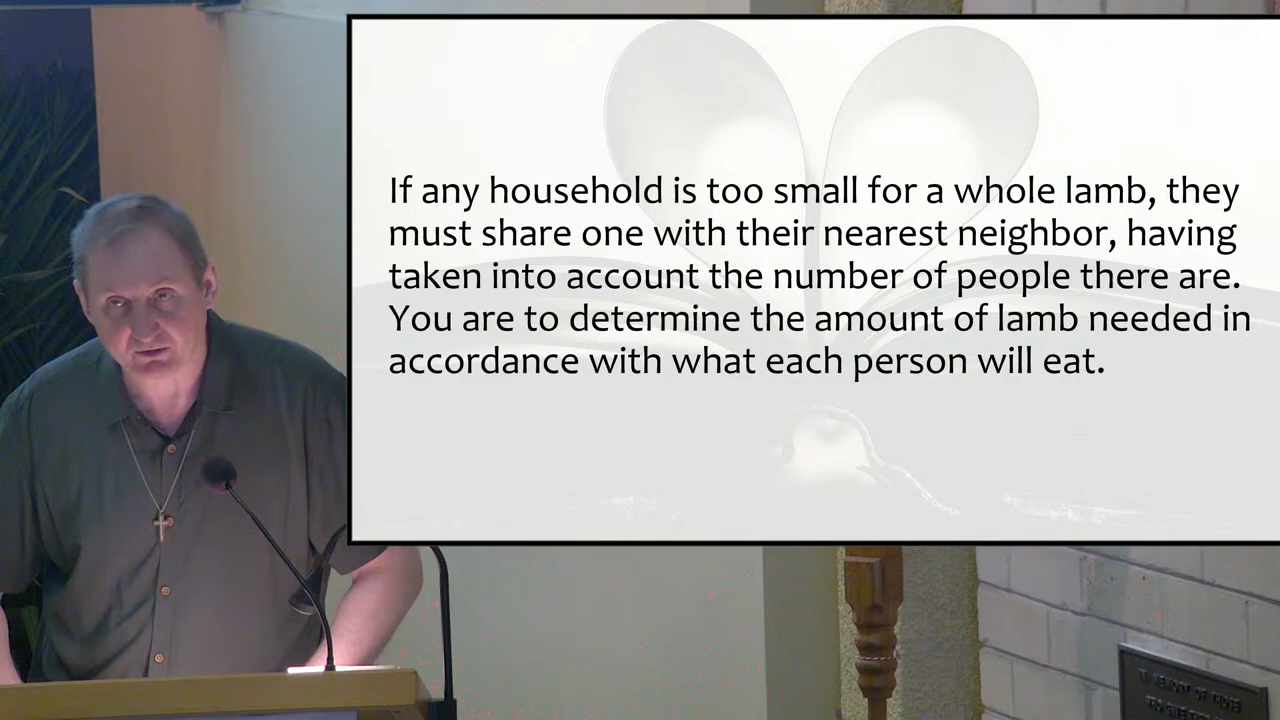 If any household is too small for a whole lamb, they
must share one with their nearest neighbor, having
taken into account the number of people there are.
You are to determine the amount of lamb needed in
accordance with what each person will eat.
MEMORY OF